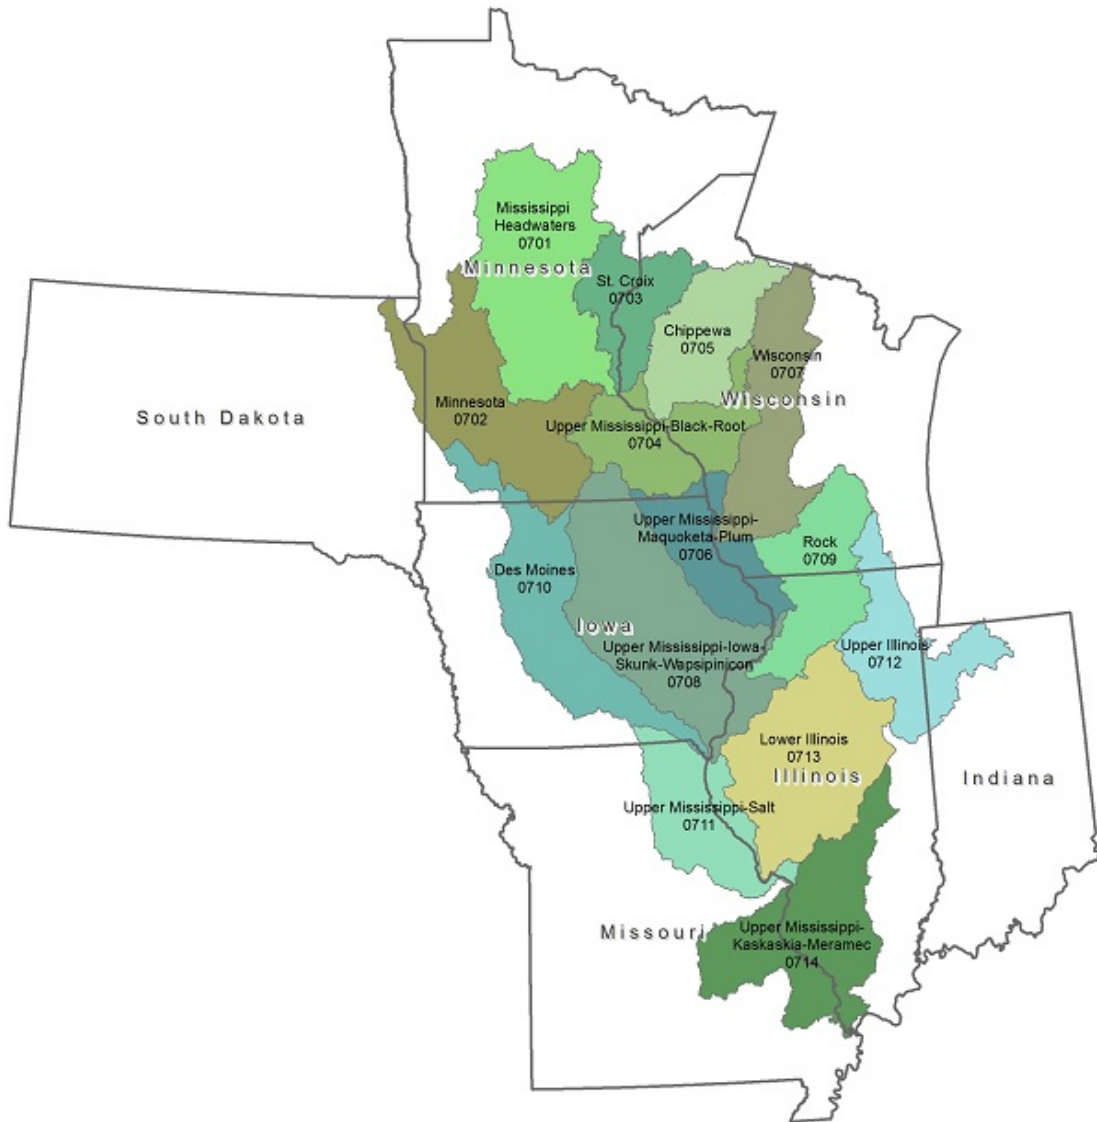 Mississippi
Headwaters
0701
Minnesota
St. Croix
0703
Chippewa
0705
Wisconsin
0707
Wisconsin
South Dakota
Minnesota
0702
Upper Mississippi-Black-Root
0704
Upper Mississippi-
Maquoketa-Plum
0706
Rock
0709
Des Moines
0710
Iowa
Upper Mississippi-Iowa-
Skunk-Wapsipinicon
0708
Upper Illinois
0712
Lower Illinois
0713
Illinois
Indiana
Upper Mississippi-Salt
0711
Missouri
Upper Mississippi-
Kaskaskia-Meramec
0714